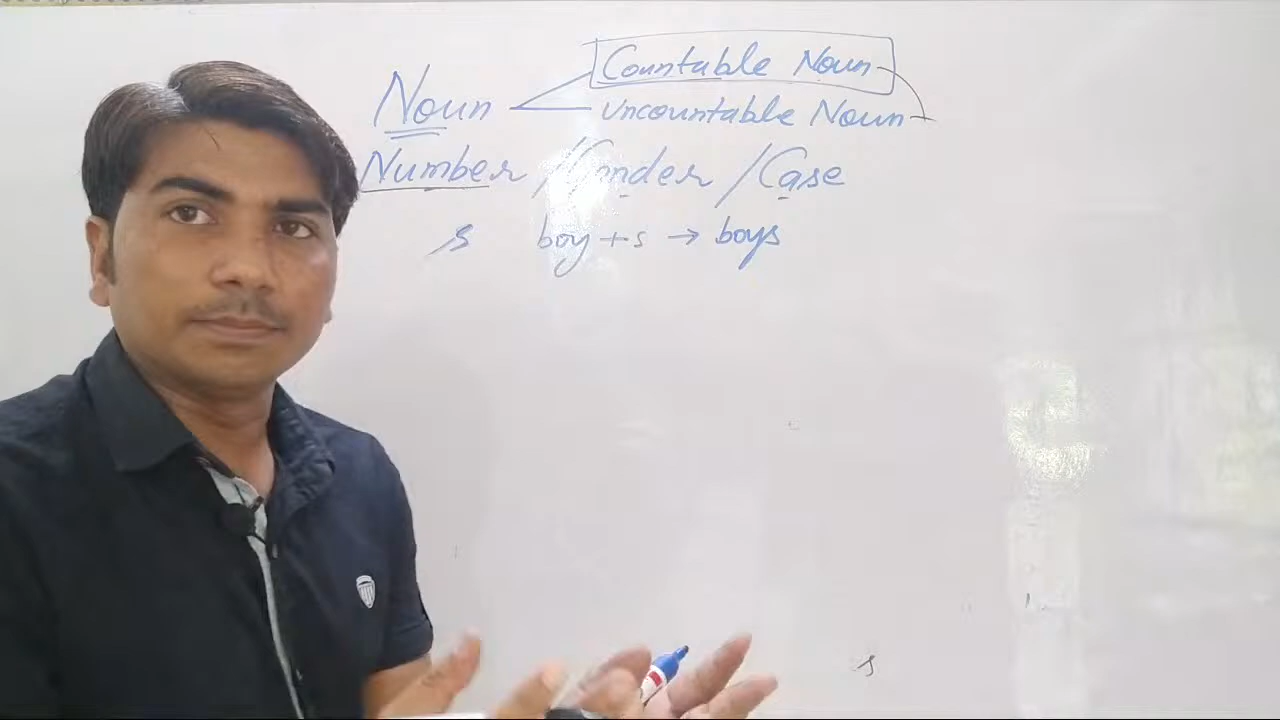 Countable Noun
Noun
Uncountable Noun
Number / Gender / Case
s boy + s → boys
s